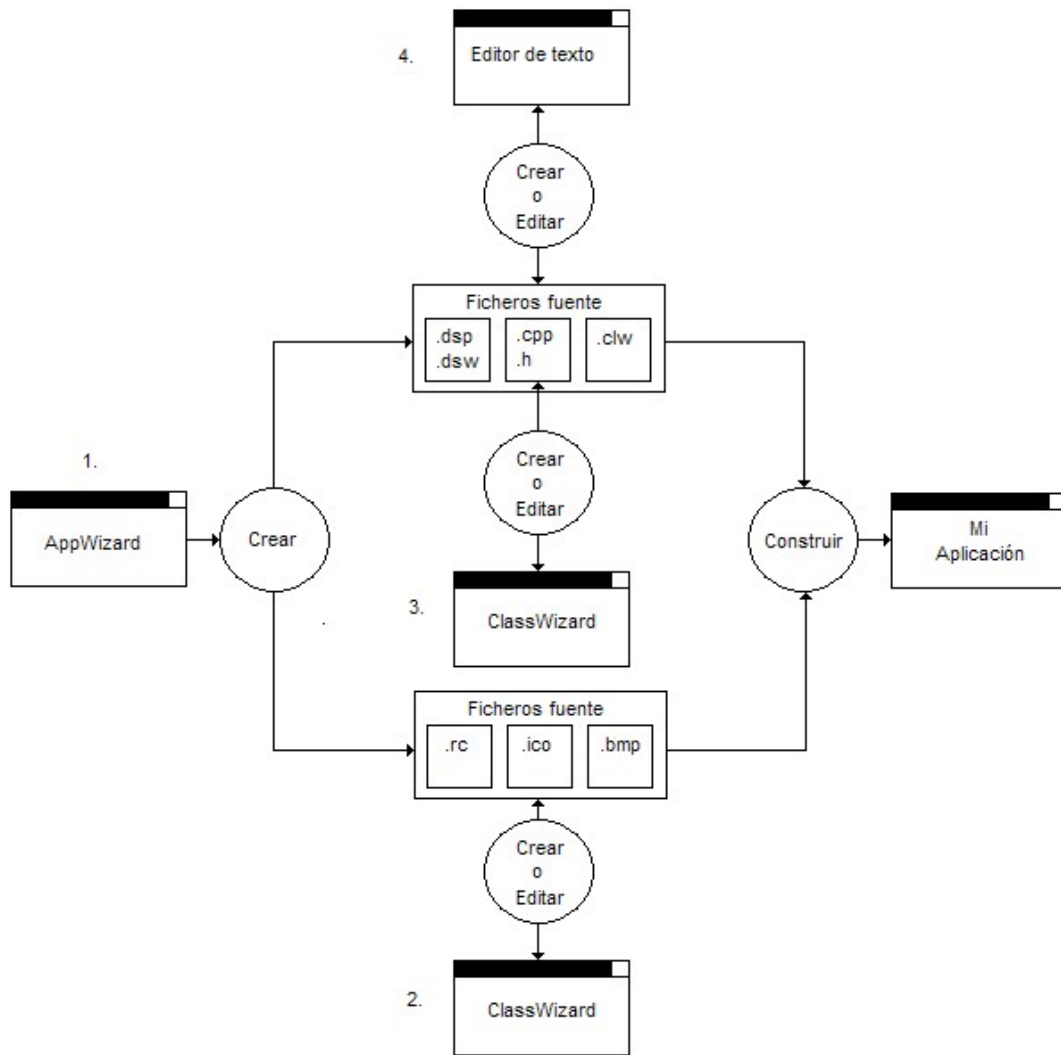 4.
Editor de texto
Crear
o
Editar
Ficheros fuente
.dsp
.dsw
.cpp
.h
.clw
1.
AppWizard
Crear
Crear
o
Editar
Construir
Mi
Aplicación
3.
ClassWizard
Ficheros fuente
.rc
.ico
.bmp
Crear
o
Editar
2.
ClassWizard